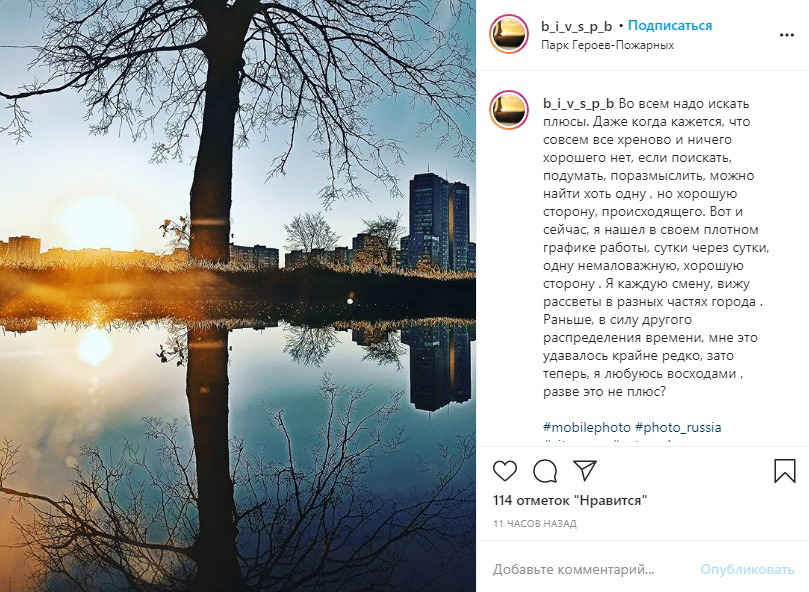 b_i_v_s_p_b • Подписаться
Парк Героев-Пожарных
b_i_v_s_p_b Во всем надо искать
плюсы. Даже когда кажется, что
совсем все хреново и ничего
хорошего нет, если поискать,
подумать, поразмыслить, можно
найти хоть одну , но хорошую
сторону, происходящего. Вот и
сейчас, я нашел в своем плотном
графике работы, сутки через сутки,
одну немаловажную, хорошую
сторону . Я каждую смену, вижу
рассветы в разных частях города .
Раньше, в силу другого
распределения времени, мне это
удавалось крайне редко, зато
теперь, я любуюсь восходами ,
разве это не плюс?
#mobilephoto #photo_russia
114 отметок "Нравится"
11 ЧАСОВ НАЗАД
Добавьте комментарий...
Опубликовать